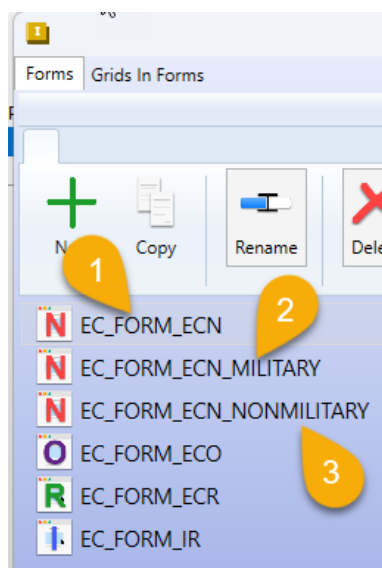 Forms Grids In Forms
Copy Rename
1
2
EC_FORM_ECN
EC_FORM_ECN_MILITARY
EC_FORM_ECN_NONMILITARY
3
EC_FORM_ECO
EC_FORM_ECR
EC_FORM_IR